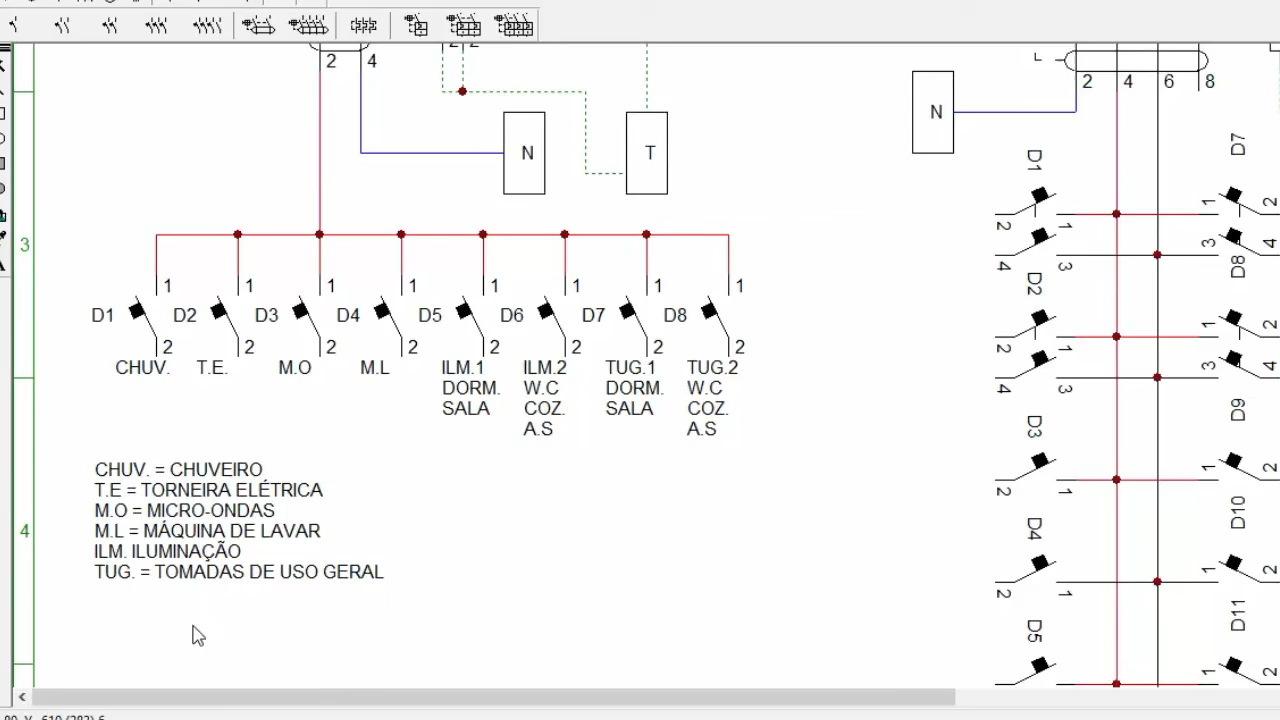 2 4
N
T
3
1 1 1 1 1 1 1 1
D1 D2 D3 D4 D5 D6 D7 D8
2 2 2 2 2 2 2 2
CHUV. T.E. M.O M.L ILM.1 ILM.2 TUG.1 TUG.2
DORM. W.C DORM. W.C
SALA COZ. SALA COZ.
A.S A.S
CHUV. = CHUVEIRO
T.E = TORNEIRA ELÉTRICA
M.O = MICRO-ONDAS
M.L = MÁQUINA DE LAVAR
ILM. ILUMINAÇÃO
TUG. = TOMADAS DE USO GERAL
4
2 4 6 8
N
D1 D7
2 1 1 2
4 3 3 4
D2 D8
2 1 1 2
4 3 3 4
D3 D9
2 1 1 2
D4 D10
2 1 1 2
D5 D11
1 2